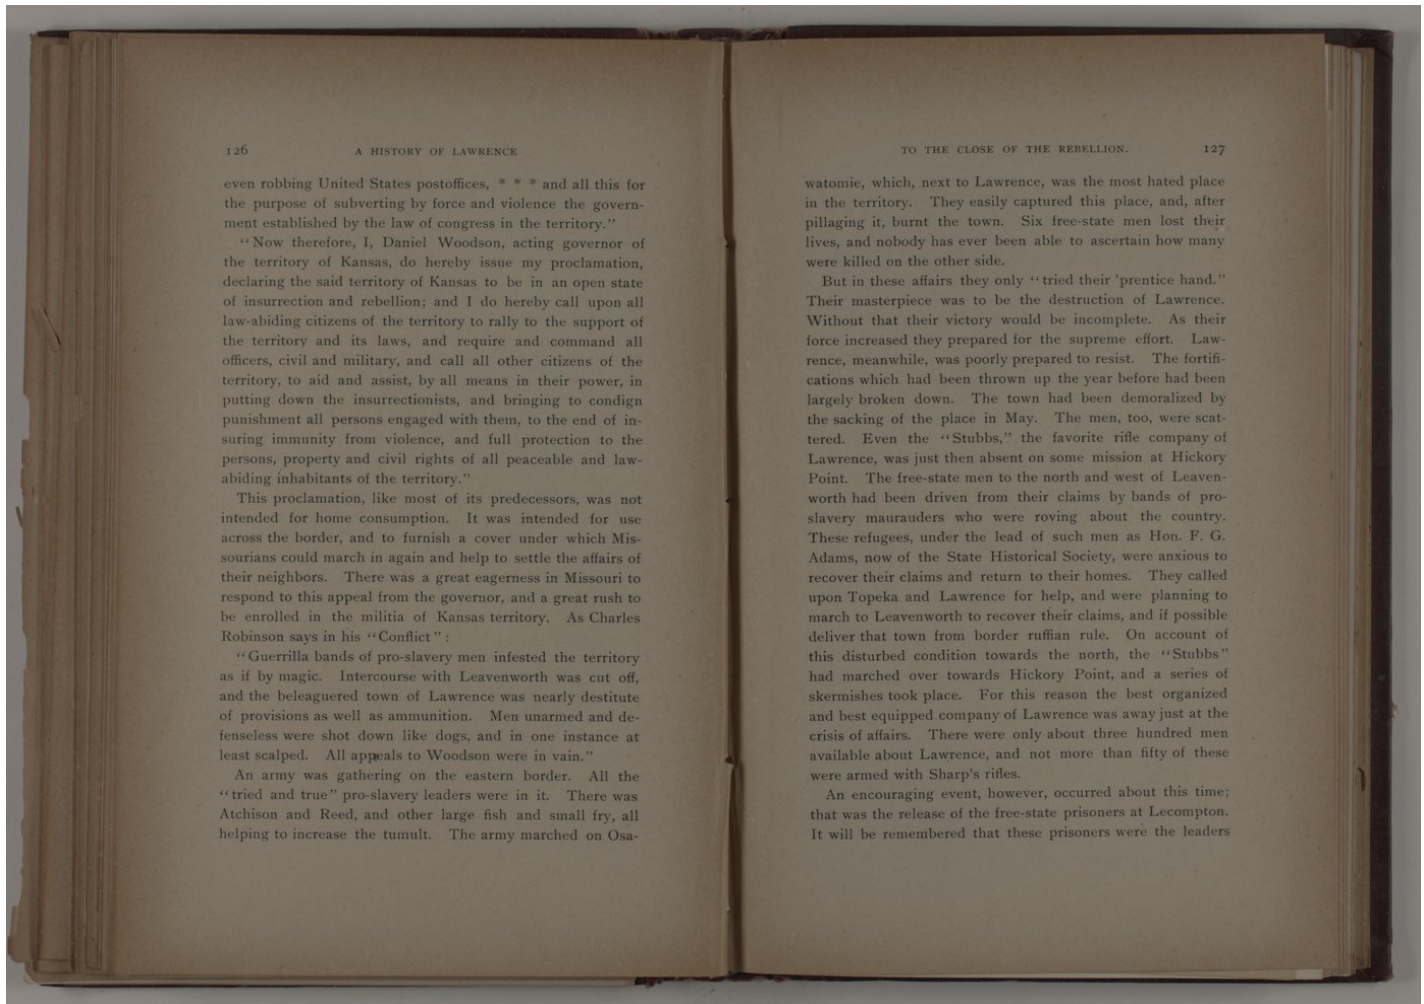 126
A HISTORY OF LAWRENCE
even robbing United States postoffices, * * * and all this for
the purpose of subverting by force and violence the govern-
ment established by the law of congress in the territory."
"Now therefore, I, Daniel Woodson, acting governor of
the territory of Kansas, do hereby issue my proclamation,
declaring the said territory of Kansas to be in an open state
of insurrection and rebellion; and I do hereby call upon all
law-abiding citizens of the territory to rally to the support of
the territory and its laws, and require and command all
officers, civil and military, and call all other citizens of the
territory, to aid and assist, by all means in their power, in
putting down the insurrectionists, and bringing to condign
punishment all persons engaged with them, to the end of in-
suring immunity from violence, and full protection to the
persons, property and civil rights of all peaceable and law-
abiding inhabitants of the territory."
This proclamation, like most of its predecessors, was not
intended for home consumption. It was intended for use
across the border, and to furnish a cover under which Mis-
sourians could march in again and help to settle the affairs of
their neighbors. There was a great eagerness in Missouri to
respond to this appeal from the governor, and a great rush to
be enrolled in the militia of Kansas territory. As Charles
Robinson says in his "Conflict":
"Guerrilla bands of pro-slavery men infested the territory
as if by magic. Intercourse with Leavenworth was cut off,
and the beleaguered town of Lawrence was nearly destitute
of provisions as well as ammunition. Men unarmed and de-
fenseless were shot down like dogs, and in one instance at
least scalped. All appeals to Woodson were in vain."
An army was gathering on the eastern border. All the
"tried and true" pro-slavery leaders were in it. There was
Atchison and Reed, and other large fish and small fry, all
helping to increase the tumult. The army marched on Osa-
TO THE CLOSE OF THE REBELLION.
127
watomie, which, next to Lawrence, was the most hated place
in the territory. They easily captured this place, and, after
pillaging it, burnt the town. Six free-state men lost their
lives, and nobody has ever been able to ascertain how many
were killed on the other side.
But in these affairs they only "tried their 'prentice hand."
Their masterpiece was to be the destruction of Lawrence.
Without that their victory would be incomplete. As their
force increased they prepared for the supreme effort. Law-
rence, meanwhile, was poorly prepared to resist. The fortifi-
cations which had been thrown up the year before had been
largely broken down. The town had been demoralized by
the sacking of the place in May. The men, too, were scat-
tered. Even the "Stubbs," the favorite rifle company of
Lawrence, was just then absent on some mission at Hickory
Point. The free-state men to the north and west of Leaven-
worth had been driven from their claims by bands of pro-
slavery maurauders who were roving about the country.
These refugees, under the lead of such men as Hon. F. G.
Adams, now of the State Historical Society, were anxious to
recover their claims and return to their homes. They called
upon Topeka and Lawrence for help, and were planning to
march to Leavenworth to recover their claims, and if possible
deliver that town from border ruffian rule. On account of
this disturbed condition towards the north, the "Stubbs"
had marched over towards Hickory Point, and a series of
skermishes took place. For this reason the best organized
and best equipped company of Lawrence was away just at the
crisis of affairs. There were only about three hundred men
available about Lawrence, and not more than fifty of these
were armed with Sharp's rifles.
An encouraging event, however, occurred about this time;
that was the release of the free-state prisoners at Lecompton.
It will be remembered that these prisoners were the leaders